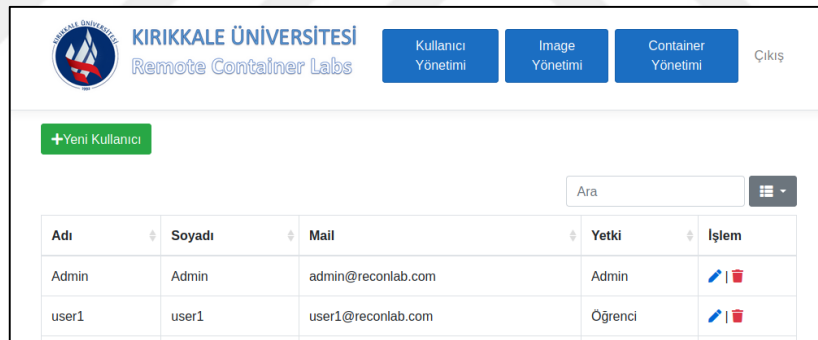 KIRIKKALE ÜNİVERSİTESİ
Remote Container Labs
Kullanıcı
Yönetimi
Image
Yönetimi
Container
Yönetimi
Çıkış
+Yeni Kullanıcı
Ara
Adı Soyadı Mail Yetki İşlem
Admin Admin admin@reconlab.com Admin |
user1 user1 user1@reconlab.com Öğrenci |